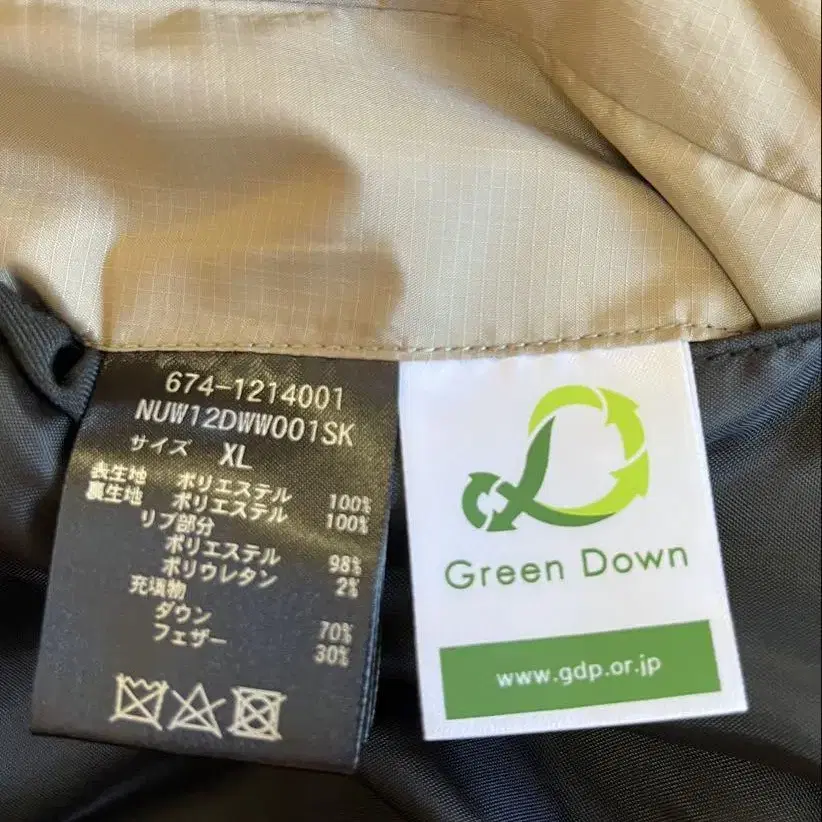 674-1214001
NUW12DWW001SK
サイズ XL
表生地 ポリエステル 100%
裏生地 ポリエステル 100%
リブ部分
ポリエステル 98%
ポリウレタン 2%
充填物
ダウン 70%
フェザー 30%
Green Down
www.gdp.or.jp